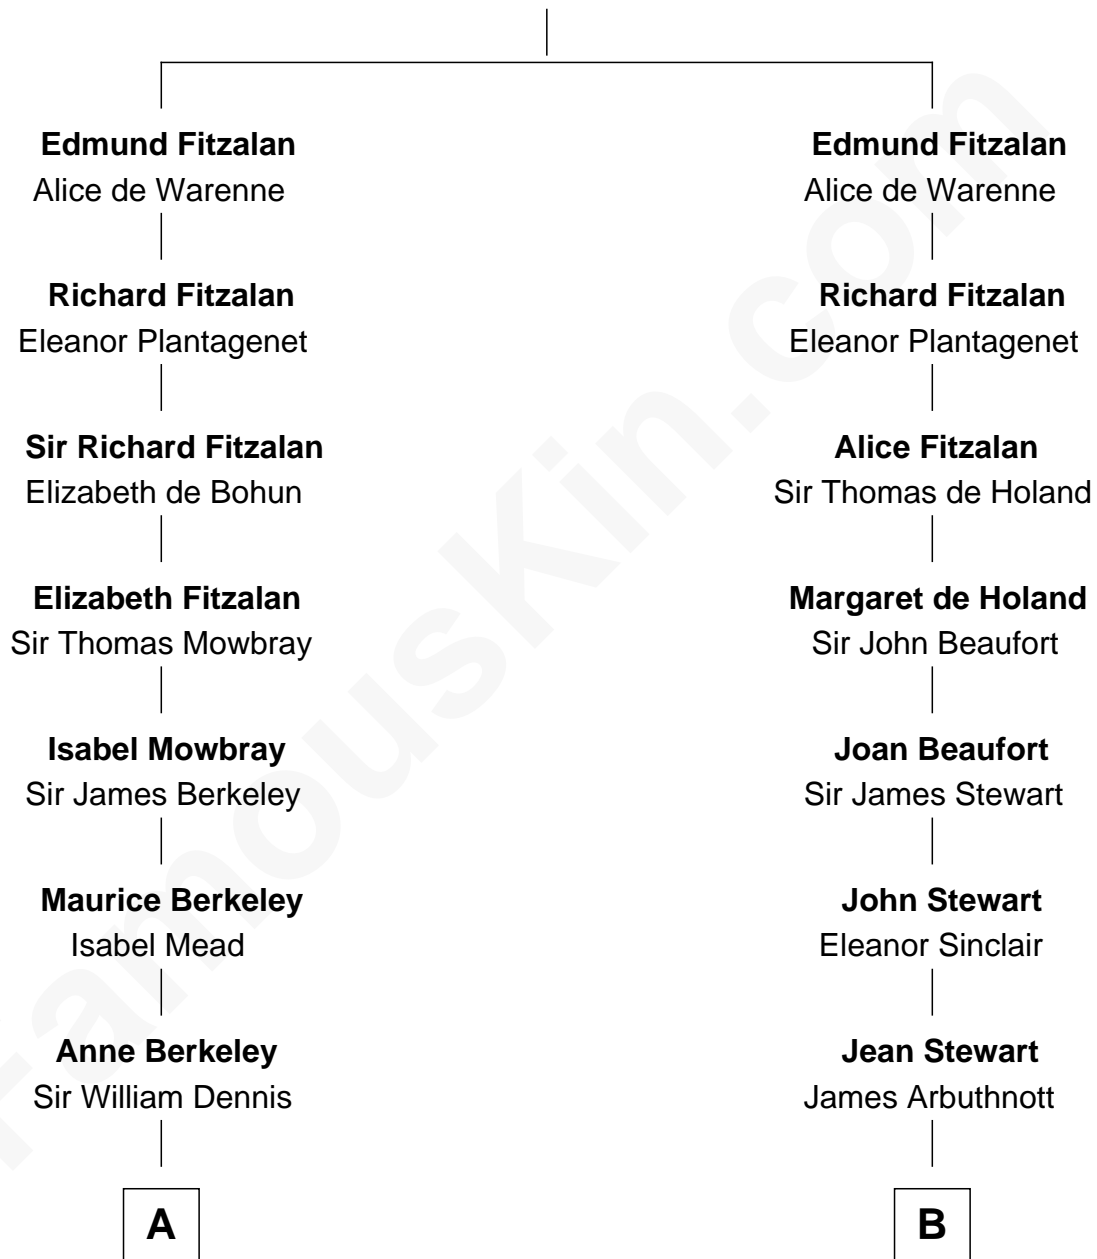 Edmund Fitzalan
Alice de Warenne
Richard Fitzalan
Eleanor Plantagenet
Sir Richard Fitzalan
Elizabeth de Bohun
Elizabeth Fitzalan
Sir Thomas Mowbray
Isabel Mowbray
Sir James Berkeley
Maurice Berkeley
Isabel Mead
Anne Berkeley
Sir William Dennis
A
Edmund Fitzalan
Alice de Warenne
Richard Fitzalan
Eleanor Plantagenet
Alice Fitzalan
Sir Thomas de Holand
Margaret de Holand
Sir John Beaufort
Joan Beaufort
Sir James Stewart
John Stewart
Eleanor Sinclair
Jean Stewart
James Arbuthnott
B
FamousKin.com